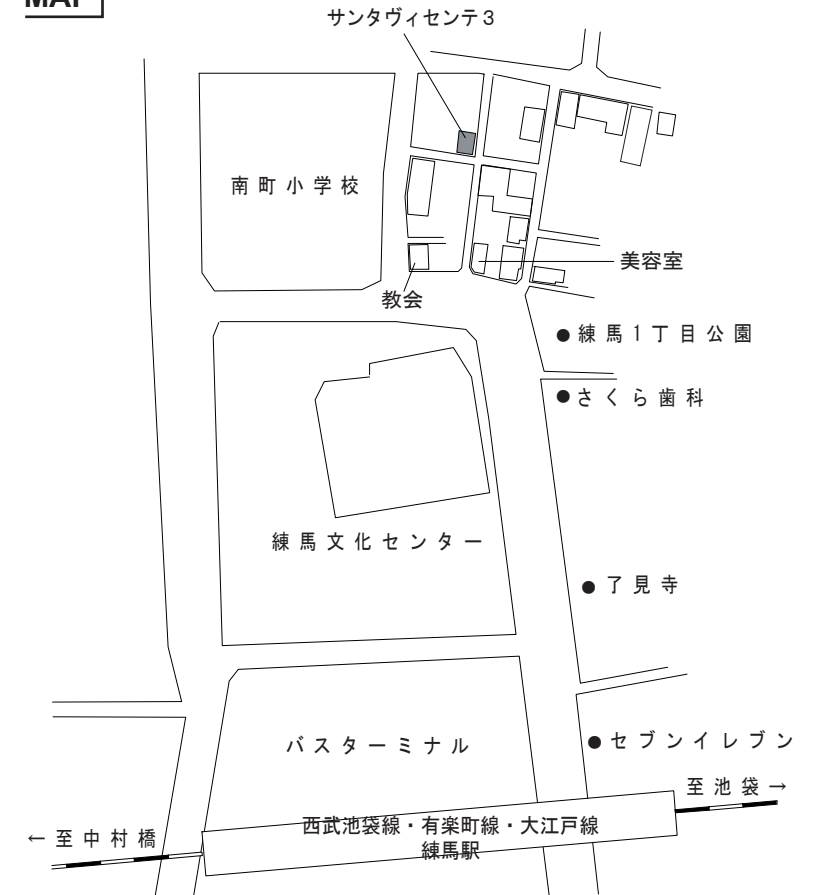 MAP
サンタヴィセンテ3
南町小学校
美容室
教会
●練馬1丁目公園
●さくら歯科
練馬文化センター
●了見寺
バスターミナル
●セブンイレブン
至池袋→
←至中村橋
西武池袋線・有楽町線・大江戸線
練馬駅